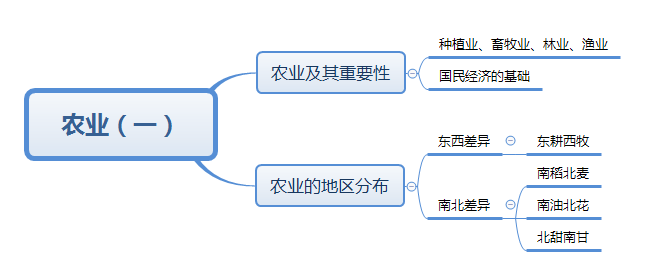 农业（一）
农业及其重要性
种植业、畜牧业、林业、渔业
国民经济的基础
农业的地区分布
东西差异
东耕西牧
南北差异
南稻北麦
南油北花
北甜南甘